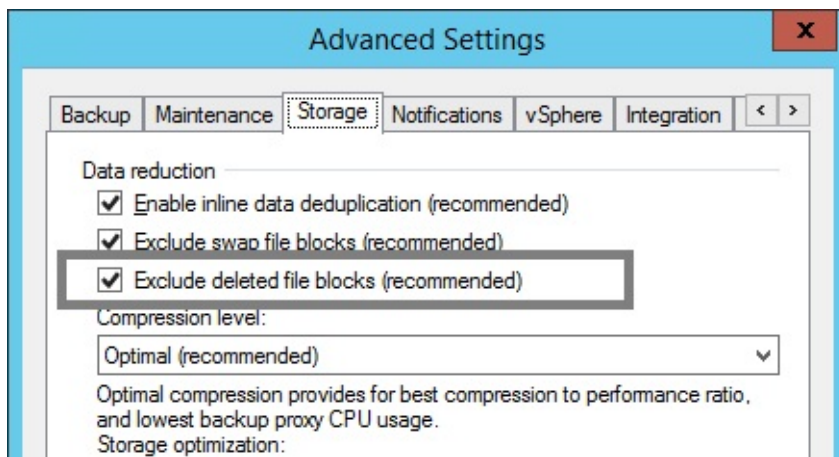 Advanced Settings
x
Backup Maintenance Storage Notifications vSphere Integration < >
Data reduction
Enable inline data deduplication (recommended)
Exclude swap file blocks (recommended)
Exclude deleted file blocks (recommended)
Compression level:
Optimal (recommended)
Optimal compression provides for best compression to performance ratio,
and lowest backup proxy CPU usage.
Storage optimization: